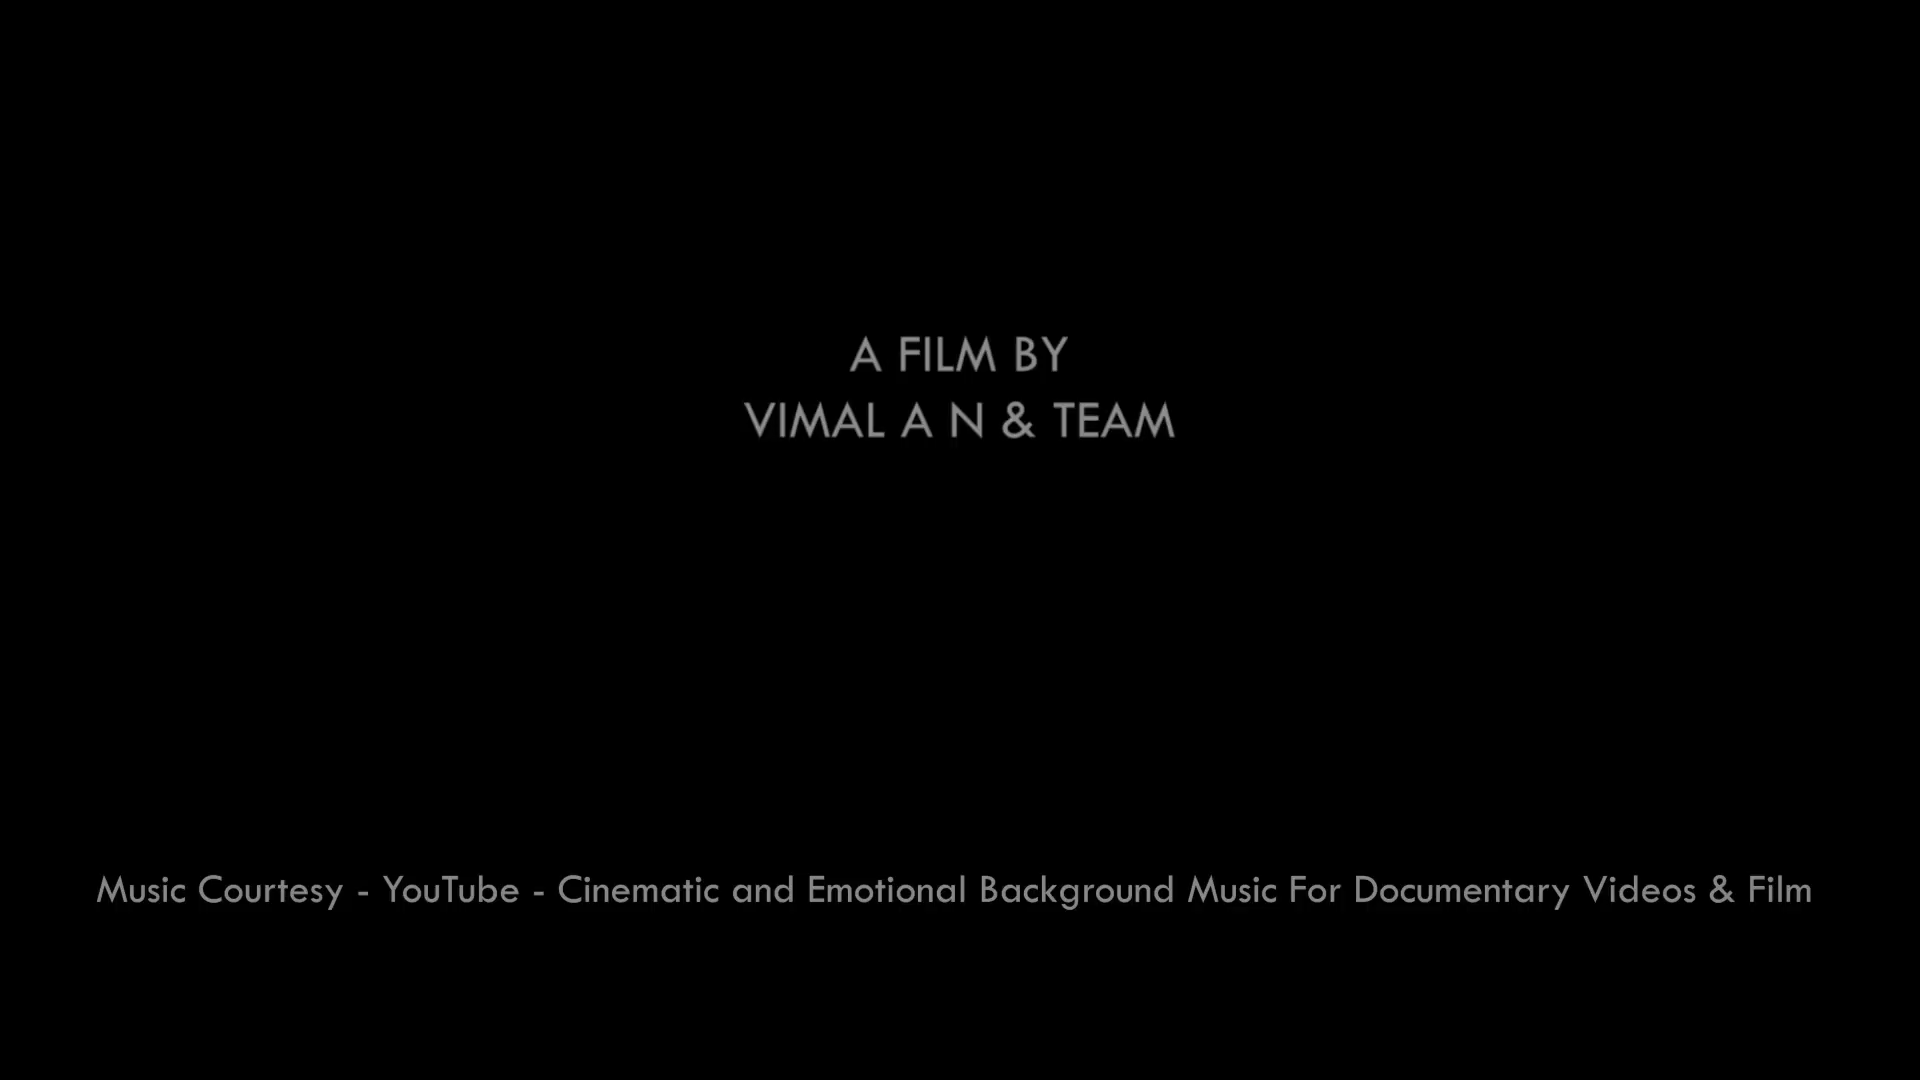 A FILM BY
VIMAL A N & TEAM
Music Courtesy - YouTube - Cinematic and Emotional Background Music For Documentary Videos & Film